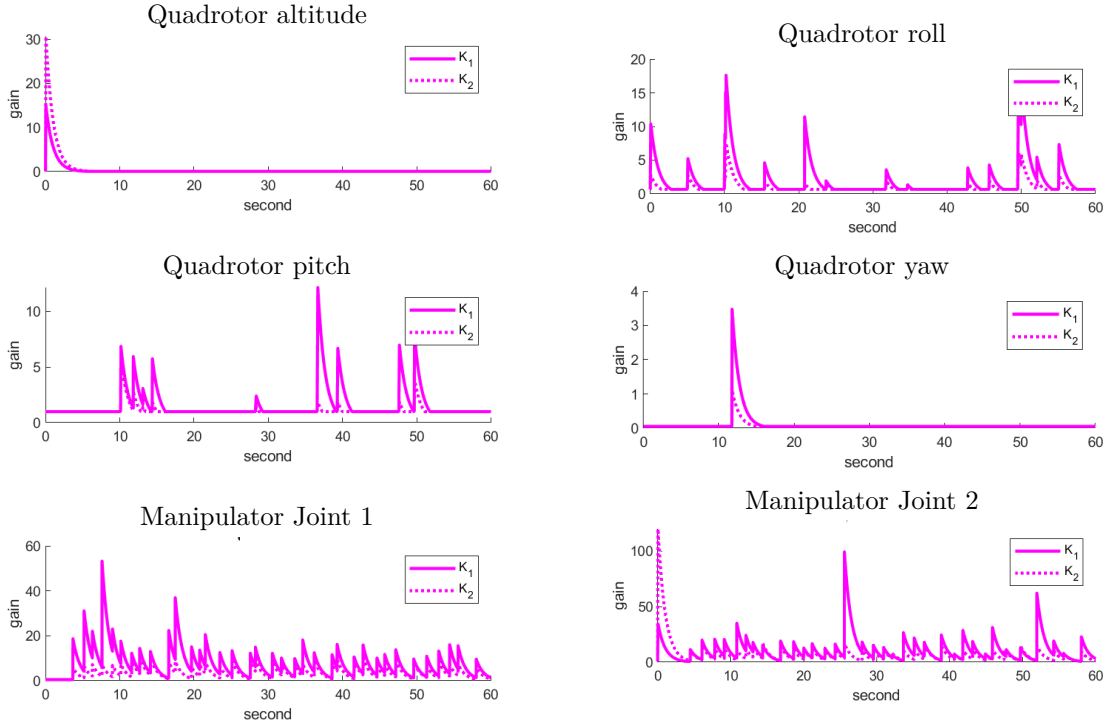 Quadrotor altitude
30
20
10
0
gain
0 10 20 30 40 50 60
second
K1
K2
Quadrotor roll
20
15
10
5
0
gain
0 10 20 30 40 50 60
second
K1
K2
Quadrotor pitch
10
5
0
gain
0 10 20 30 40 50 60
second
K1
K2
Quadrotor yaw
4
3
2
1
0
gain
0 10 20 30 40 50 60
second
K1
K2
Manipulator Joint 1
60
40
20
0
gain
0 10 20 30 40 50 60
second
K1
K2
Manipulator Joint 2
100
50
0
gain
0 10 20 30 40 50 60
second
K1
K2